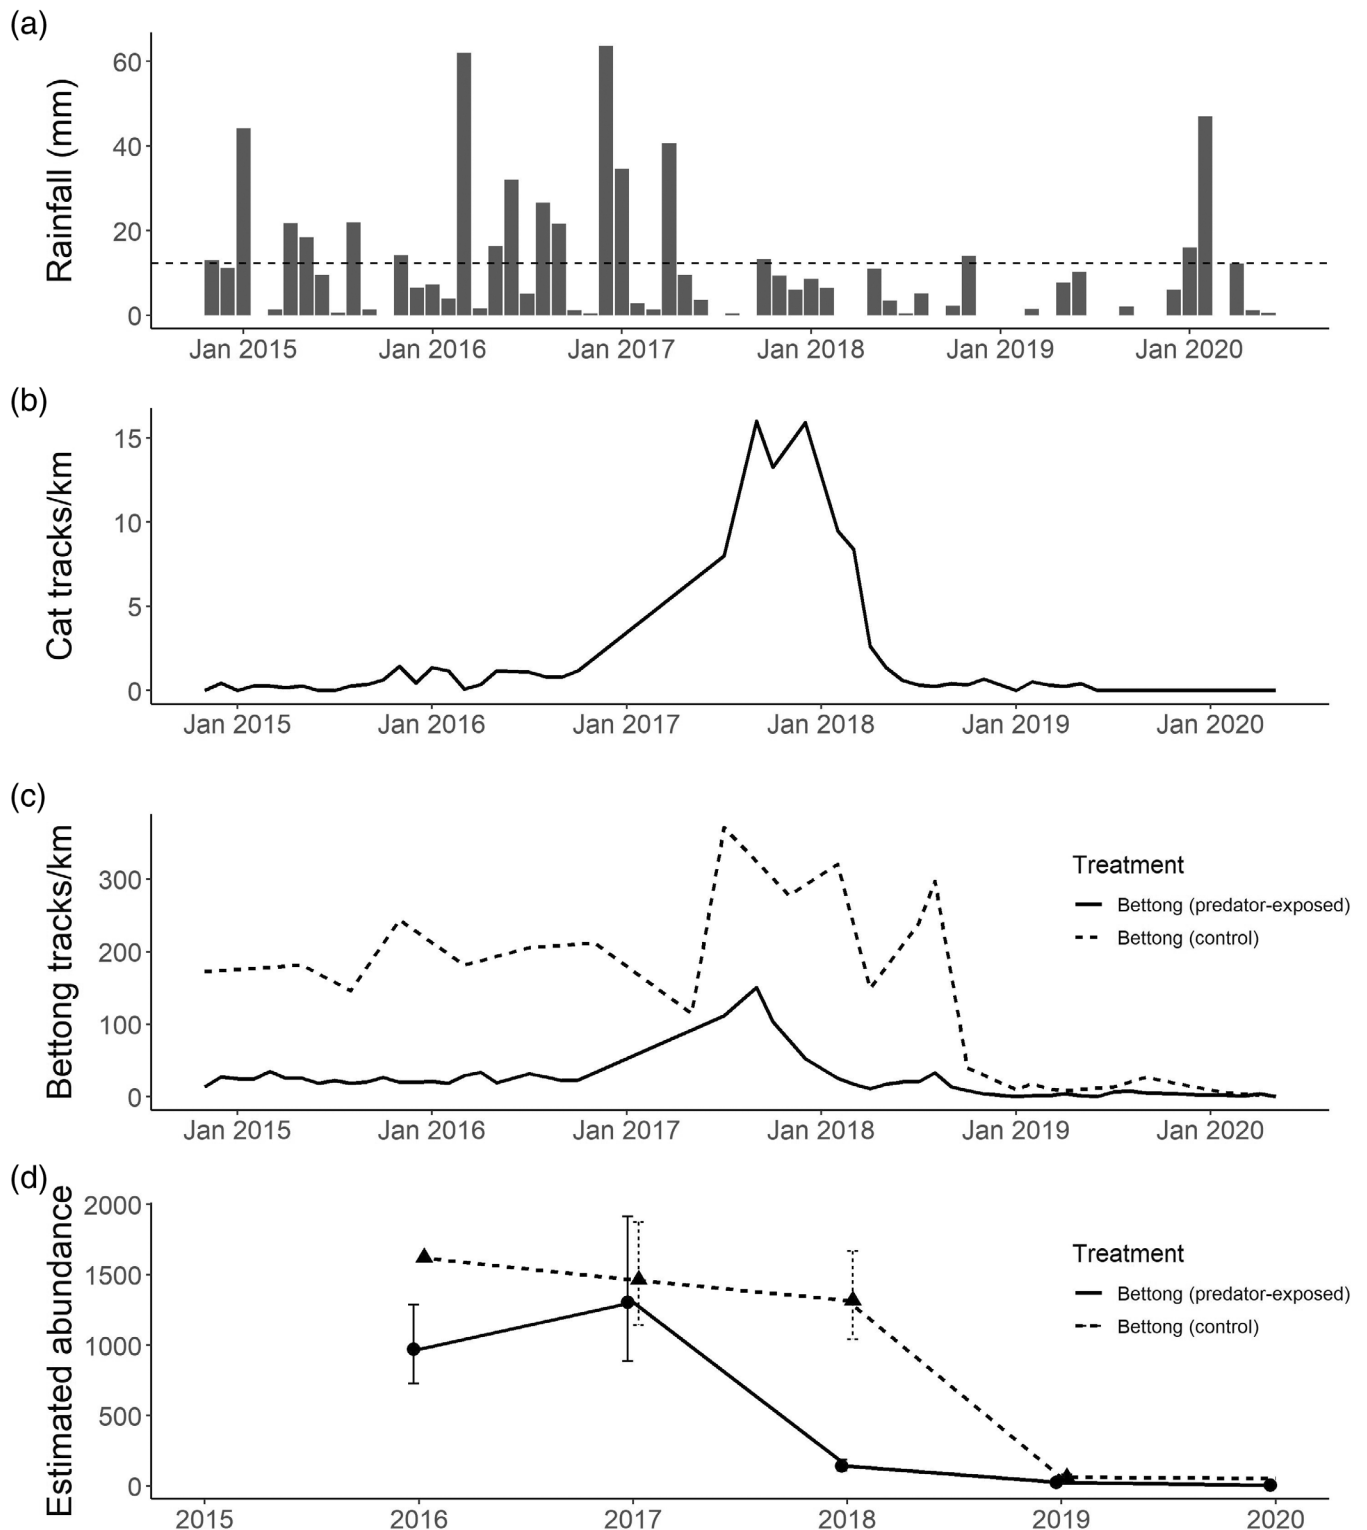 (a)
Rainfall (mm)
60
40
20
0
Jan 2015 Jan 2016 Jan 2017 Jan 2018 Jan 2019 Jan 2020
(b)
Cat tracks/km
15
10
5
0
Jan 2015 Jan 2016 Jan 2017 Jan 2018 Jan 2019 Jan 2020
(c)
Bettong tracks/km
300
200
100
0
Treatment
Bettong (predator-exposed)
Bettong (control)
Jan 2015 Jan 2016 Jan 2017 Jan 2018 Jan 2019 Jan 2020
(d)
Estimated abundance
2000
1500
1000
500
0
Treatment
Bettong (predator-exposed)
Bettong (control)
2015 2016 2017 2018 2019 2020